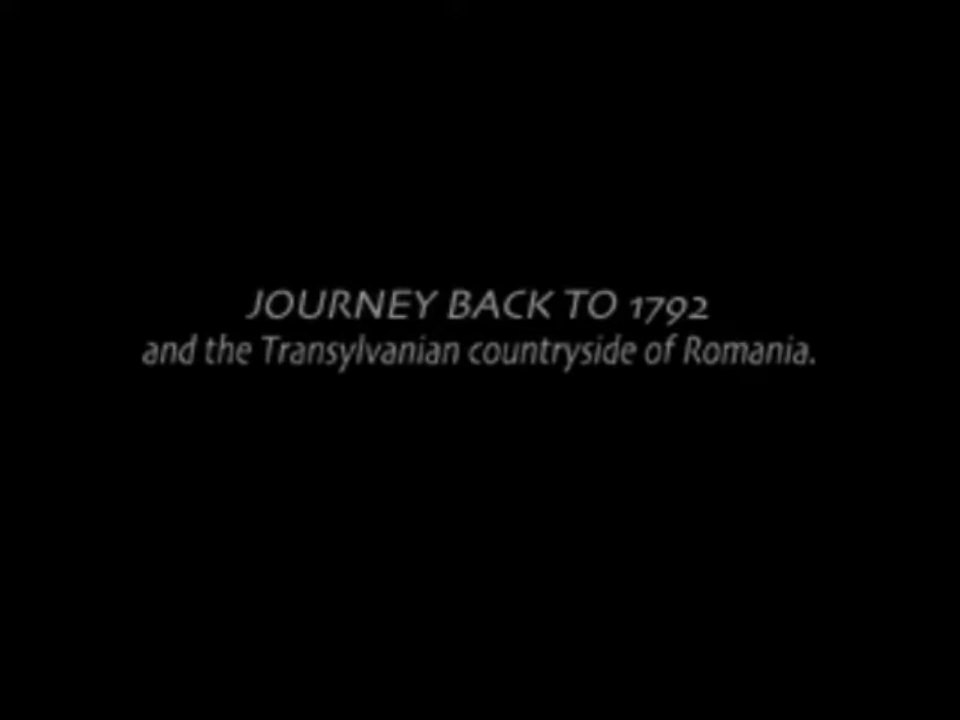 JOURNEY BACK TO 1792
and the Transylvanian countryside of Romania.